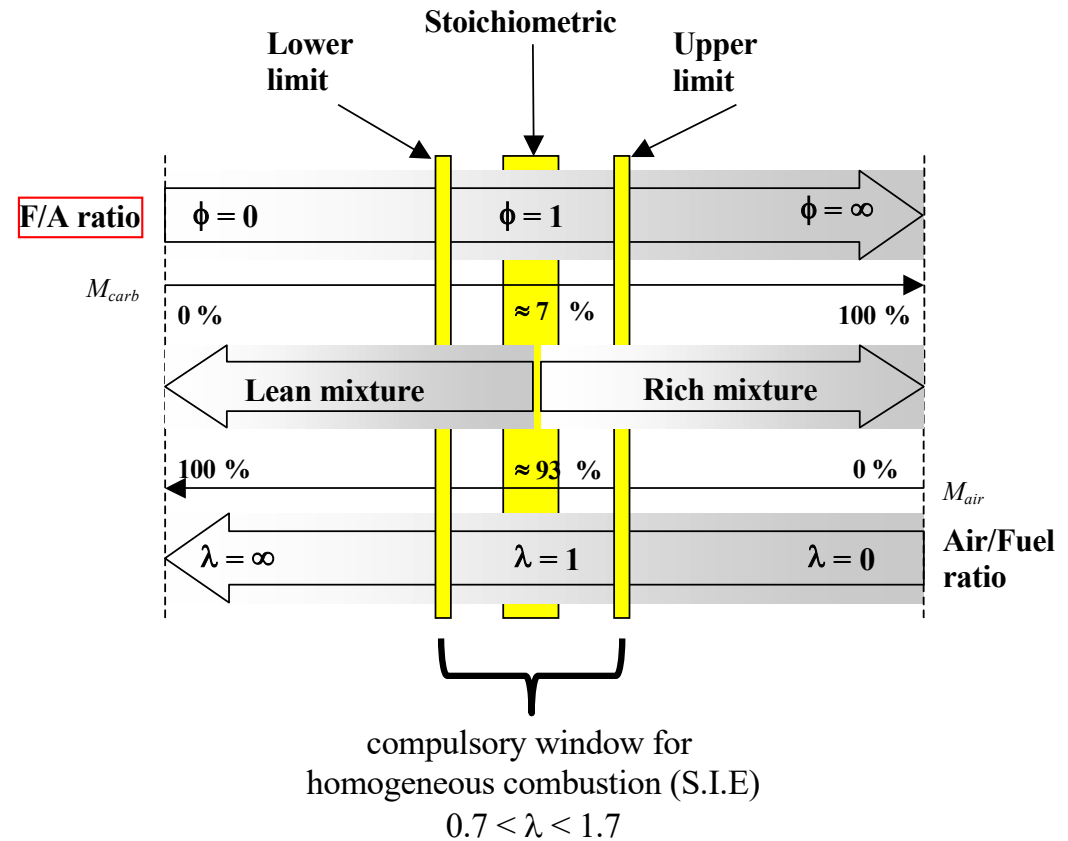 Stoichiometric
Lower
limit
Upper
limit
F/A ratio
ϕ = 0
ϕ = 1
ϕ = ∞
M_carb
0 %
≈ 7 %
100 %
Lean mixture
Rich mixture
100 %
≈ 93 %
0 %
M_air
λ = ∞
λ = 1
λ = 0
Air/Fuel
ratio
compulsory window for
homogeneous combustion (S.I.E)
0.7 < λ < 1.7